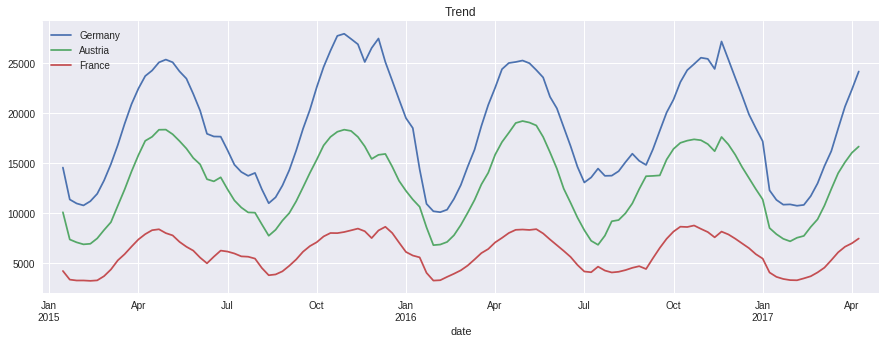 Trend
Germany
Austria
France
25000
20000
15000
10000
5000
Jan Apr Jul Oct Jan Apr Jul Oct Jan Apr
2015 2016 2017
date